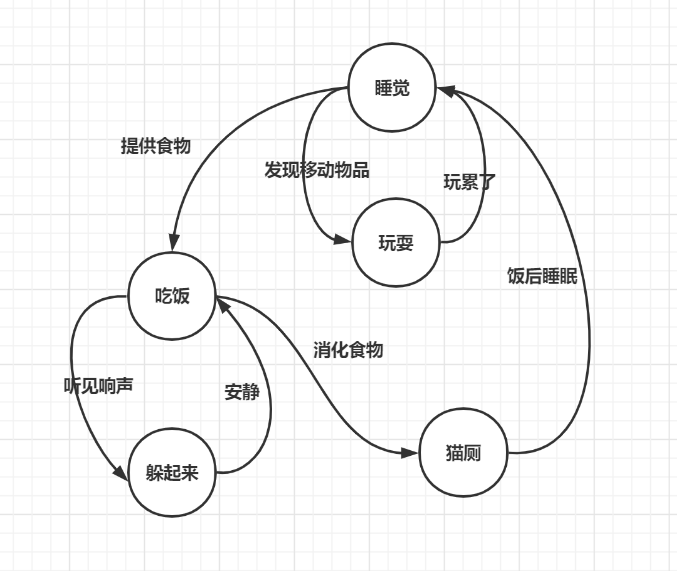 睡觉
提供食物
发现移动物品
玩累了
玩耍
饭后睡眠
吃饭
消化食物
听见响声
安静
猫厕
躲起来